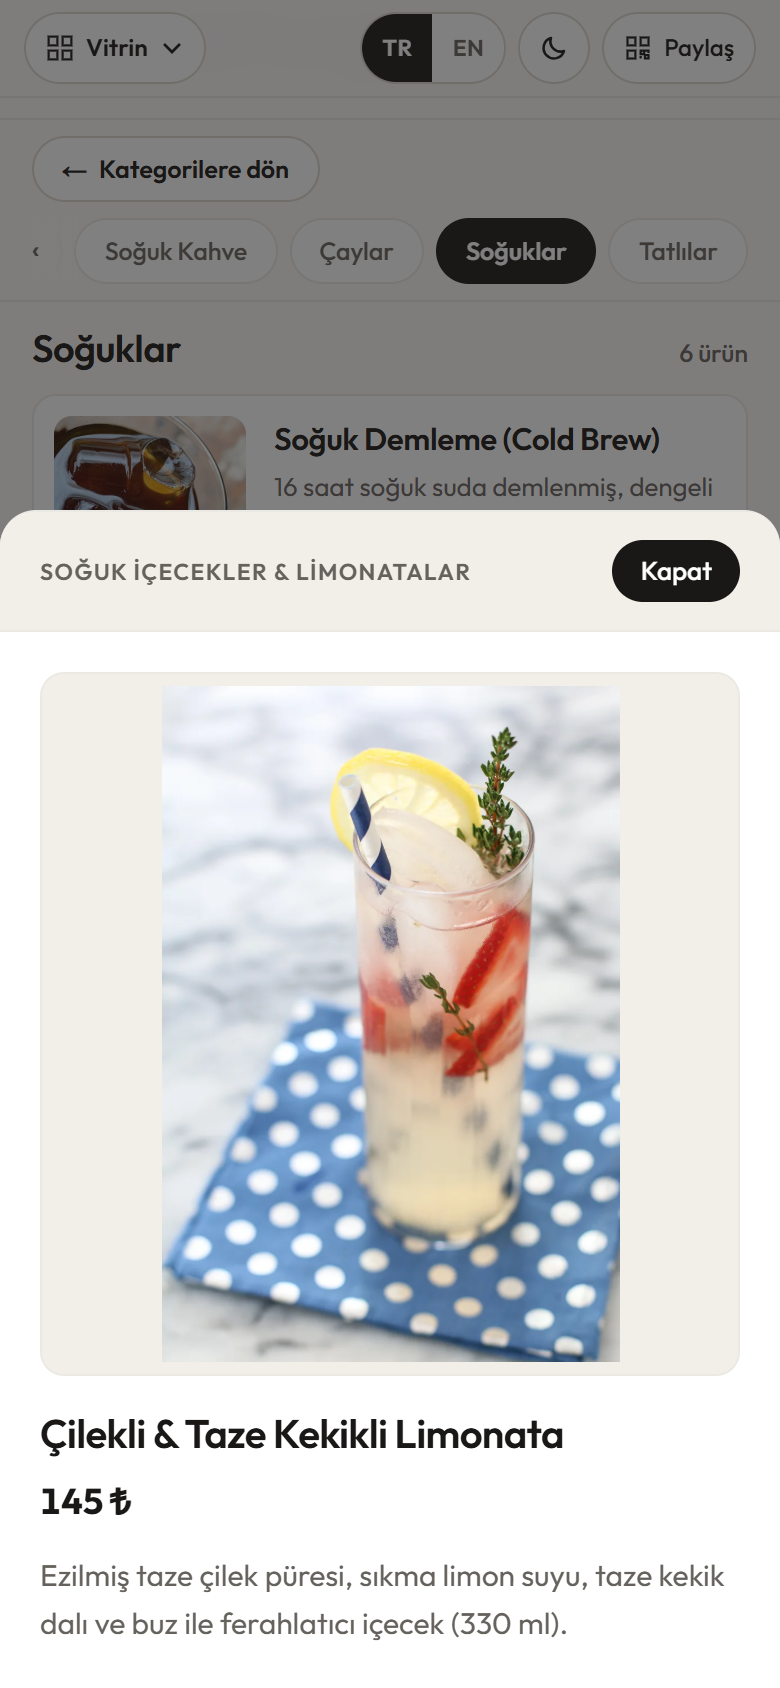 Vitrin
TR
EN
Paylaş
← Kategorilere dön
‹
Soğuk Kahve
Çaylar
Soğuklar
Tatlılar
Soğuklar
6 ürün
Soğuk Demleme (Cold Brew)
16 saat soğuk suda demlenmiş, dengeli
SOĞUK İÇECEKLER & LİMONATALAR
Kapat
Çilekli & Taze Kekikli Limonata
145 ₺
Ezilmiş taze çilek püresi, sıkma limon suyu, taze kekik
dalı ve buz ile ferahlatıcı içecek (330 ml).